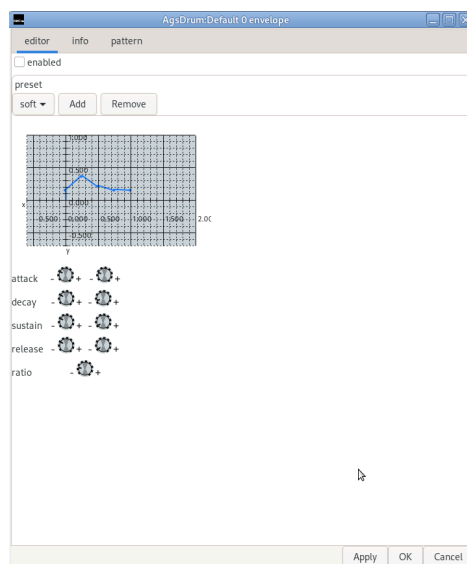 AgsDrum:Default 0 envelope
editor info pattern
enabled
preset
soft Add Remove
1.000
0.500
x 0.000
-0.500 0.000 0.500 1.000 1.500 2.00
-0.500
y
attack - + - +
decay - + - +
sustain - + - +
release - + - +
ratio - +
Apply OK Cancel